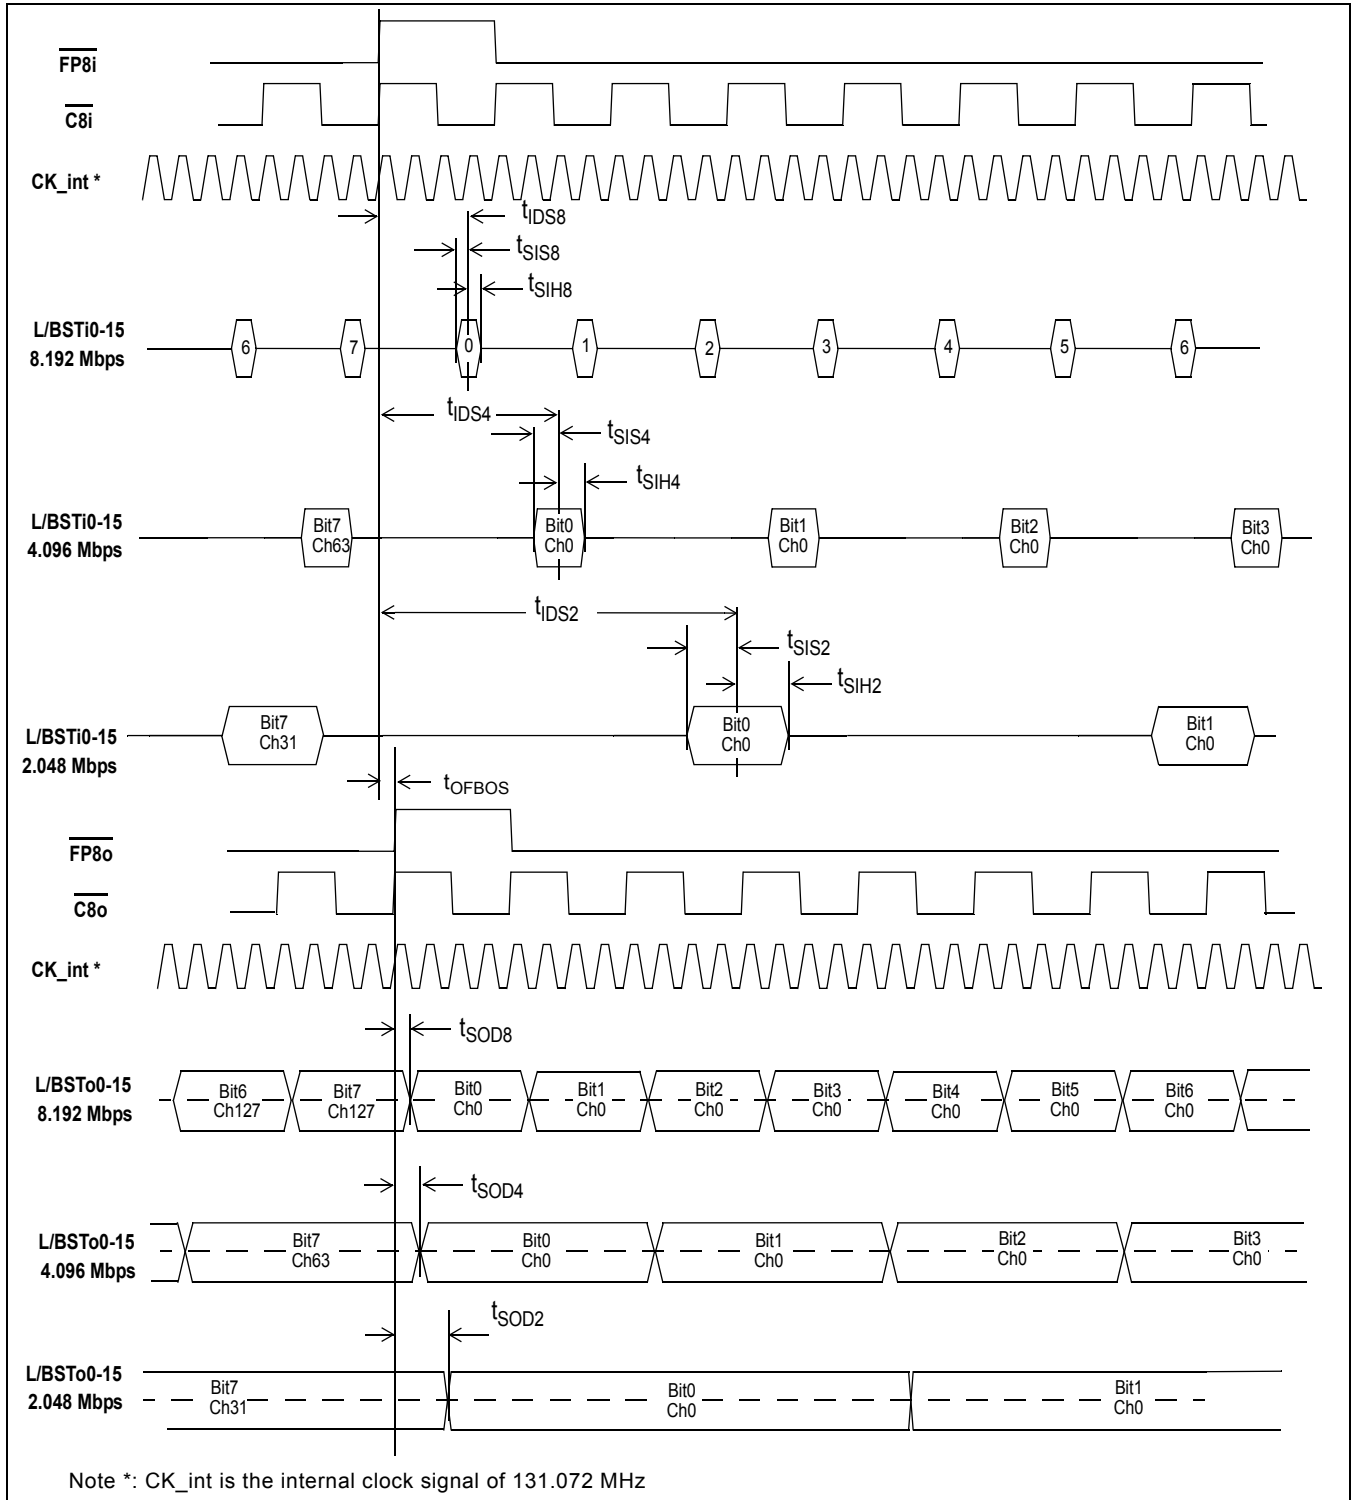 FP8i
C8i
CK_int *
tIDS8
tSIS8
tSIH8
L/BSTi0-15
8.192 Mbps
6 7 0 1 2 3 4 5 6
tIDS4
tSIS4
tSIH4
L/BSTi0-15
4.096 Mbps
Bit7 Bit0 Bit1 Bit2 Bit3
Ch63 Ch0 Ch0 Ch0 Ch0
tIDS2
tSIS2
tSIH2
L/BSTi0-15
2.048 Mbps
Bit7 Bit0 Bit1
Ch31 Ch0 Ch0
tOFBOS
FP8o
C8o
CK_int *
tSOD8
L/BSTo0-15
8.192 Mbps
Bit6 Bit7 Bit0 Bit1 Bit2 Bit3 Bit4 Bit5 Bit6
Ch127 Ch127 Ch0 Ch0 Ch0 Ch0 Ch0 Ch0 Ch0
tSOD4
L/BSTo0-15
4.096 Mbps
Bit7 Bit0 Bit1 Bit2 Bit3
Ch63 Ch0 Ch0 Ch0 Ch0
tSOD2
L/BSTo0-15
2.048 Mbps
Bit7 Bit0 Bit1
Ch31 Ch0 Ch0
Note *: CK_int is the internal clock signal of 131.072 MHz